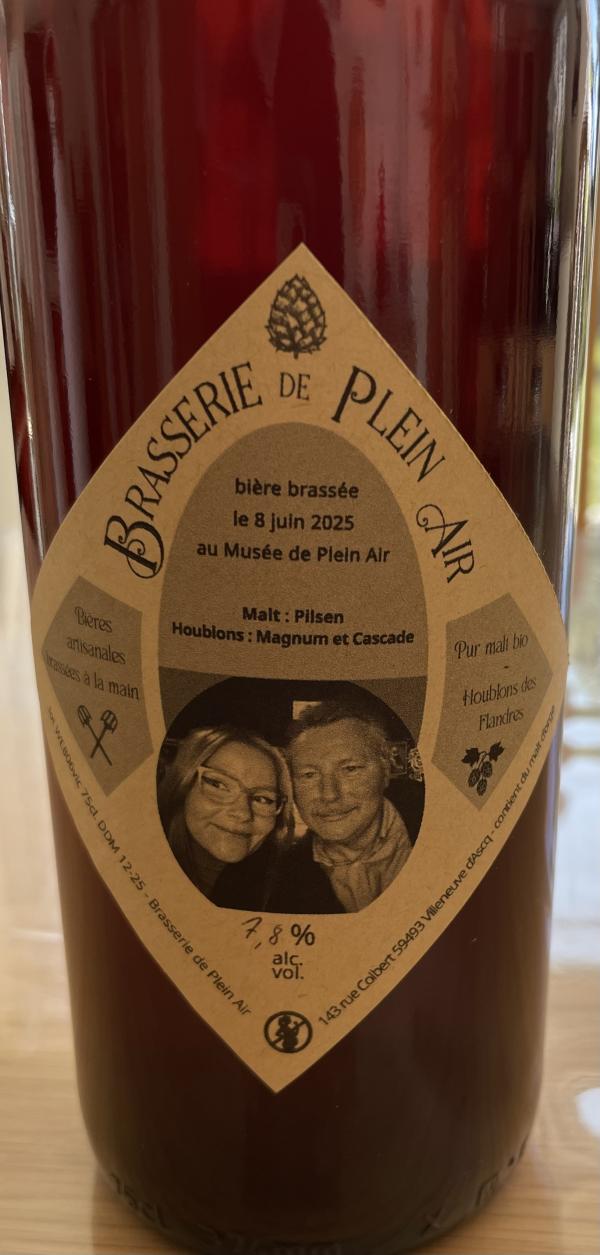 BRASSERIE DE PLEIN AIR
bière brassée
le 8 juin 2025
au Musée de Plein Air
Malt : Pilsen
Houblons : Magnum et Cascade
Bières
artisanales
brassées à la main
Pur malt bio
-
Houblons des
Flandres
75cl. DDM 12-25 - Brasserie de Plein Air
143 rue Colbert 59493 Villeneuve d'Ascq - contient du malt d'orge
7,8 %
alc.
vol.